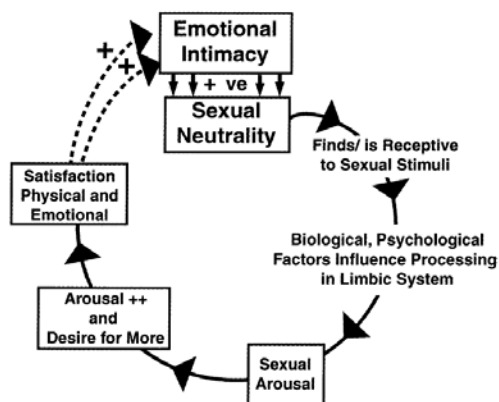 Emotional
Intimacy
+
+
+ ve
Sexual
Neutrality
Finds/ is Receptive
to Sexual Stimuli
Biological, Psychological
Factors Influence Processing
in Limbic System
Sexual
Arousal
Arousal ++
and
Desire for More
Satisfaction
Physical and
Emotional